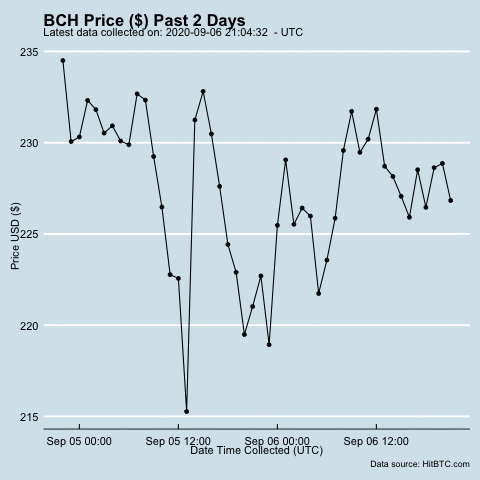 BCH Price ($) Past 2 Days
Latest data collected on: 2020-09-06 21:04:32  - UTC
235
230
225
220
215
Price USD ($)
Sep 05 00:00 Sep 05 12:00 Sep 06 00:00 Sep 06 12:00
Date Time Collected (UTC)
Data source: HitBTC.com